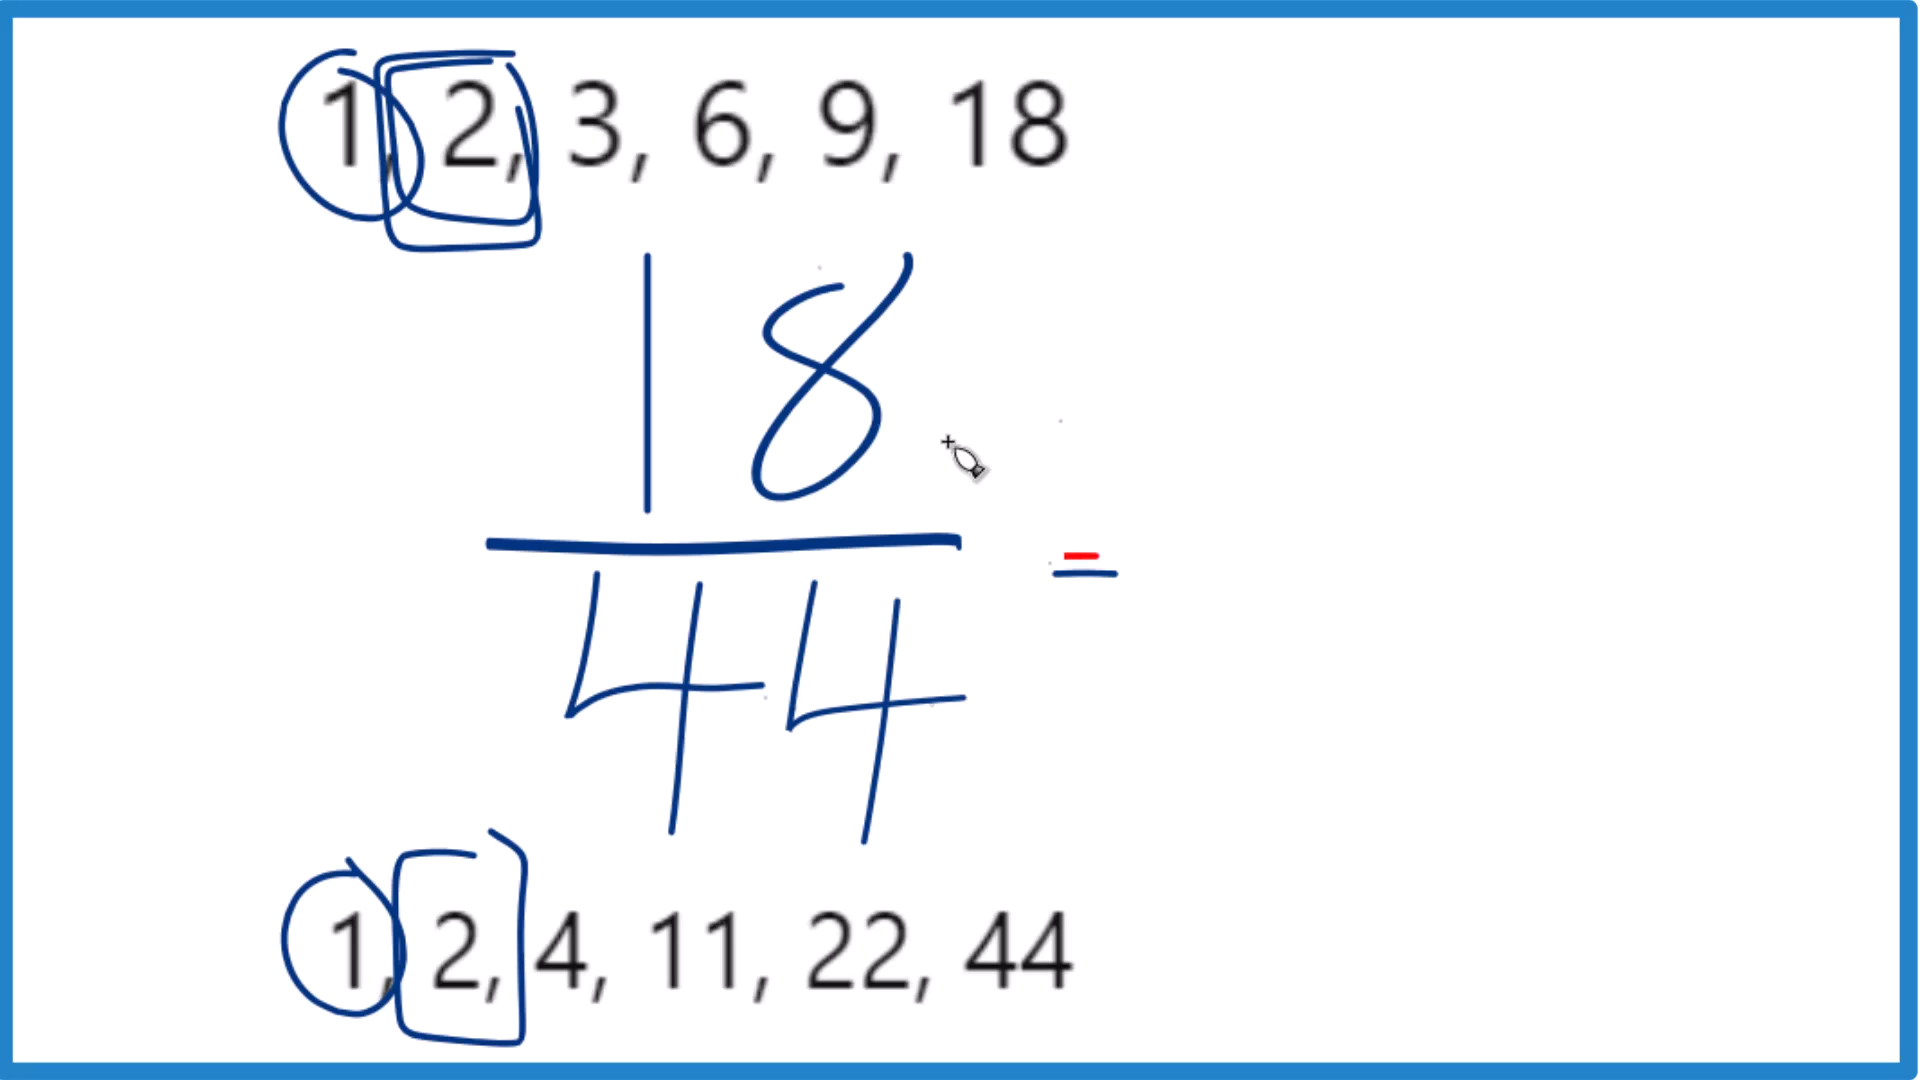 1, 2, 3, 6, 9, 18
18
=
44
1, 2, 4, 11, 22, 44